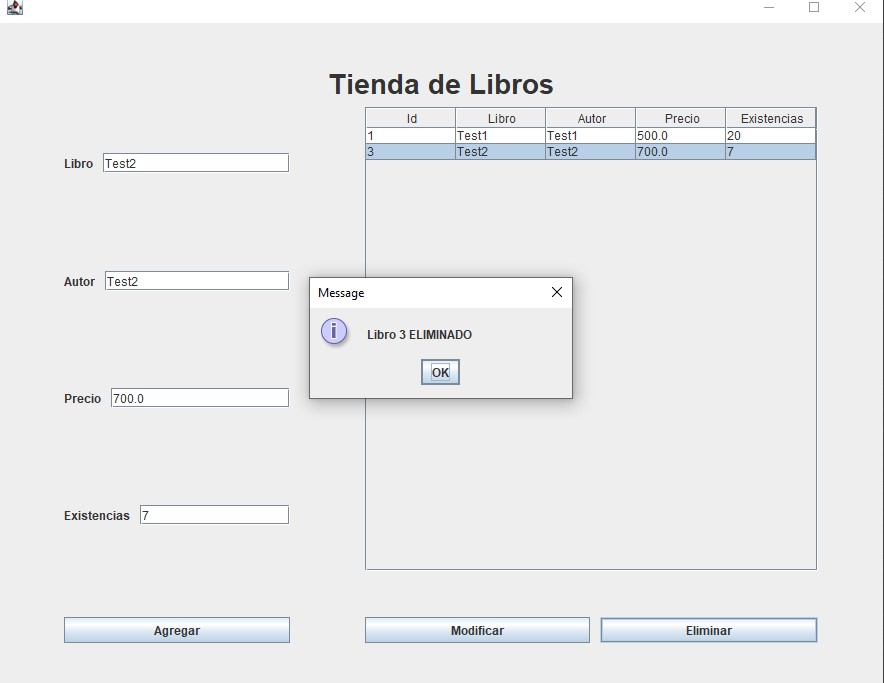 Tienda de Libros
Id Libro Autor Precio Existencias
1 Test1 Test1 500.0 20
3 Test2 Test2 700.0 7
Libro Test2
Autor Test2
Message
i Libro 3 ELIMINADO
OK
Precio 700.0
Existencias 7
Agregar Modificar Eliminar